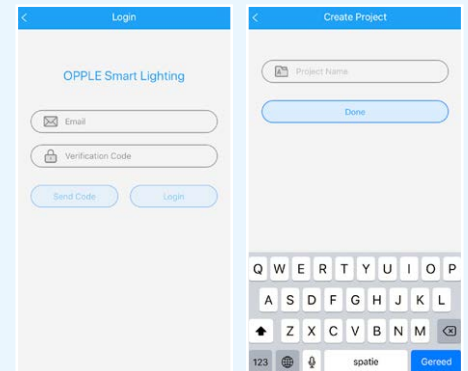 Login
OPPLE Smart Lighting
Email
Verification Code
Send Code
Login
Create Project
Project Name
Done
Q W E R T Y U I O P
A S D F G H J K L
Z X C V B N M
123 spatie Gereed